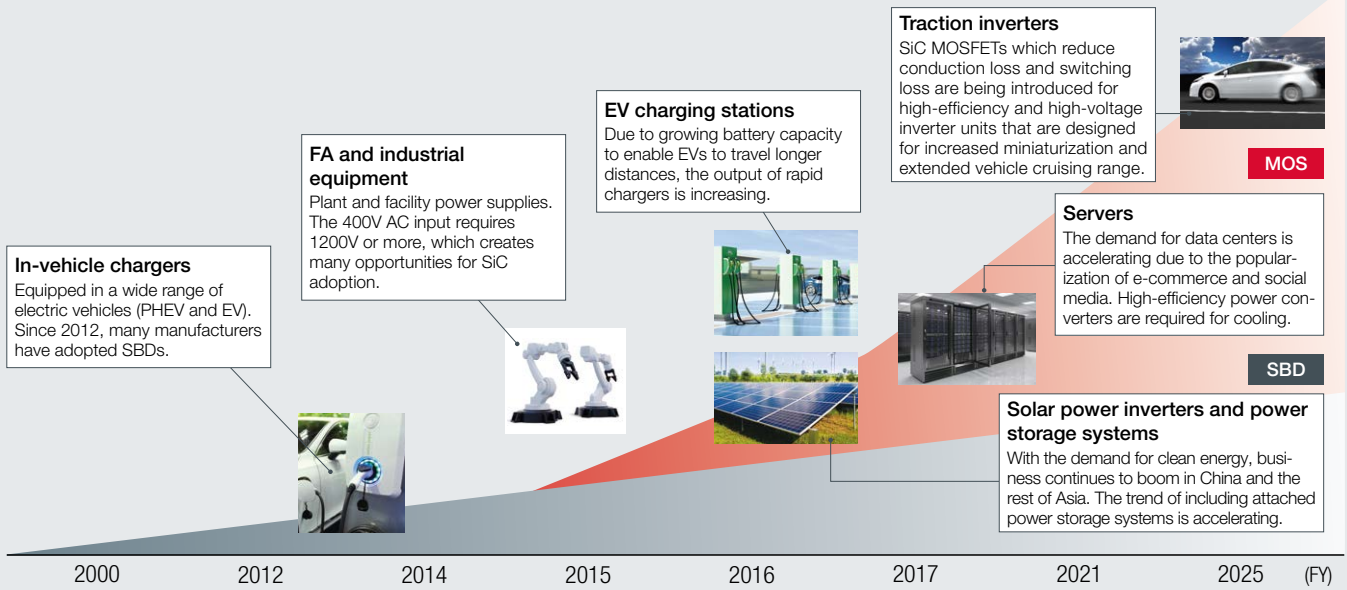 In-vehicle chargers
Equipped in a wide range of
electric vehicles (PHEV and EV).
Since 2012, many manufacturers
have adopted SBDs.
FA and industrial
equipment
Plant and facility power supplies.
The 400V AC input requires
1200V or more, which creates
many opportunities for SiC
adoption.
EV charging stations
Due to growing battery capacity
to enable EVs to travel longer
distances, the output of rapid
chargers is increasing.
Traction inverters
SiC MOSFETs which reduce
conduction loss and switching
loss are being introduced for
high-efficiency and high-voltage
inverter units that are designed
for increased miniaturization and
extended vehicle cruising range.
MOS
Servers
The demand for data centers is
accelerating due to the popular-
ization of e-commerce and social
media. High-efficiency power con-
verters are required for cooling.
SBD
Solar power inverters and power
storage systems
With the demand for clean energy, busi-
ness continues to boom in China and the
rest of Asia. The trend of including attached
power storage systems is accelerating.
2000 2012 2014 2015 2016 2017 2021 2025 (FY)